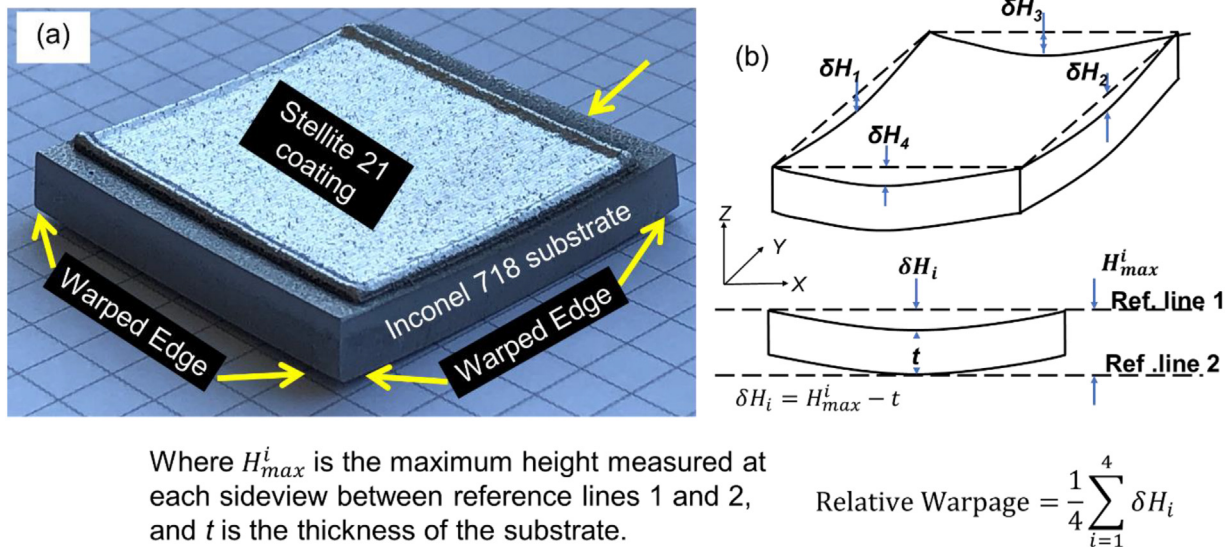 (a)
Stellite 21
coating
Inconel 718 substrate
Warped Edge
Warped Edge
(b)
δH₃
δH₁
δH₂
δH₄
Z
Y
X
δHᵢ
Hⁱₘₐₓ
Ref. line 1
t
Ref .line 2
δHᵢ = Hⁱₘₐₓ − t
Where Hⁱₘₐₓ is the maximum height measured at
each sideview between reference lines 1 and 2,
and t is the thickness of the substrate.
Relative Warpage = 1/4 ∑⁴ᵢ₌₁ δHᵢ